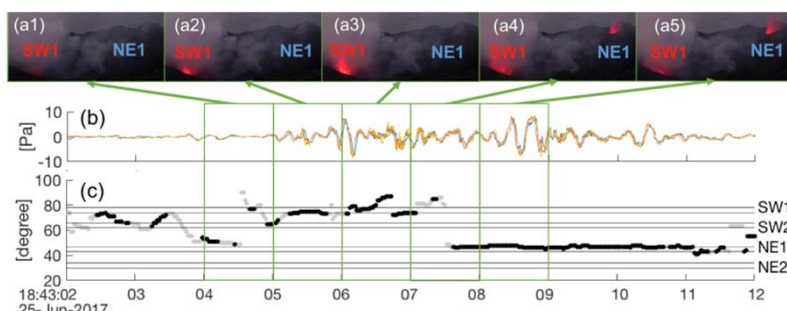 (a1) (a2) (a3) (a4) (a5)
SW1 NE1 SW1 NE1 SW1 NE1 SW1 NE1 SW1 NE1
10
(b)
0
[Pa]
-10
100
(c)
80
SW1
[degree]
60
SW2
NE1
40
NE2
20
18:43:02 03 04 05 06 07 08 09 10 11 12
25-Jun-2017